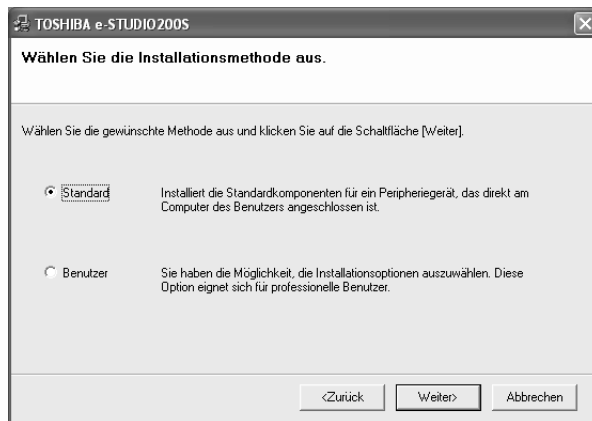 TOSHIBA e-STUDIO200S
Wählen Sie die Installationsmethode aus.
Wählen Sie die gewünschte Methode aus und klicken Sie auf die Schaltfläche [Weiter].
Standard
Installiert die Standardkomponenten für ein Peripheriegerät, das direkt am
Computer des Benutzers angeschlossen ist.
Benutzer
Sie haben die Möglichkeit, die Installationsoptionen auszuwählen. Diese
Option eignet sich für professionelle Benutzer.
<Zurück
Weiter>
Abbrechen